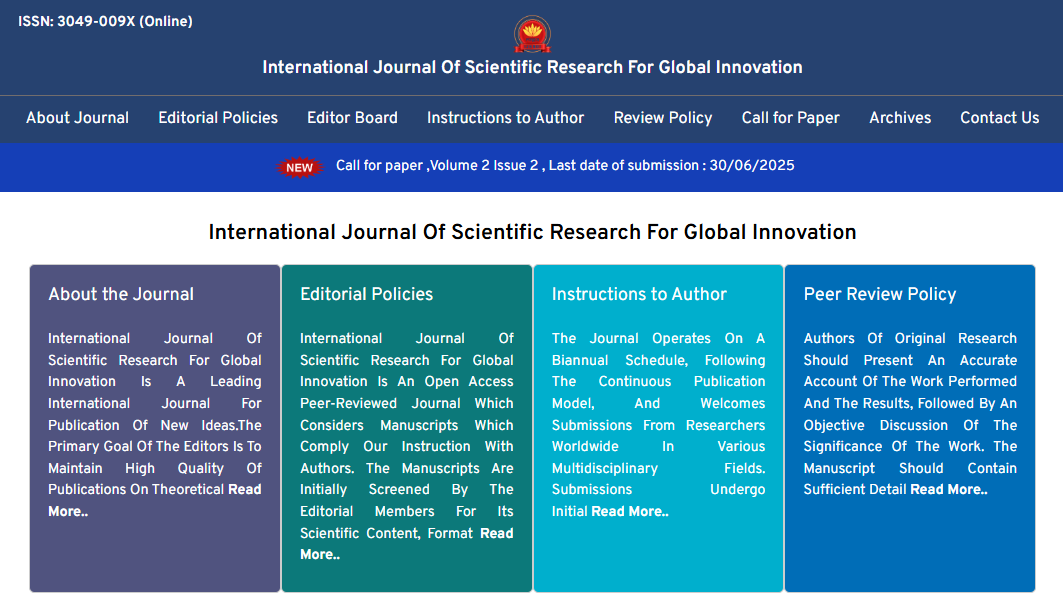 ISSN: 3049-009X (Online)
International Journal Of Scientific Research For Global Innovation
About Journal Editorial Policies Editor Board Instructions to Author Review Policy Call for Paper Archives Contact Us
NEW Call for paper ,Volume 2 Issue 2 , Last date of submission : 30/06/2025
International Journal Of Scientific Research For Global Innovation
About the Journal
International Journal Of
Scientific Research For Global
Innovation Is A Leading
International Journal For
Publication Of New Ideas.The
Primary Goal Of The Editors Is To
Maintain High Quality Of
Publications On Theoretical Read
More..
Editorial Policies
International Journal Of
Scientific Research For Global
Innovation Is An Open Access
Peer-Reviewed Journal Which
Considers Manuscripts Which
Comply Our Instruction With
Authors. The Manuscripts Are
Initially Screened By The
Editorial Members For Its
Scientific Content, Format Read
More..
Instructions to Author
The Journal Operates On A
Biannual Schedule, Following
The Continuous Publication
Model, And Welcomes
Submissions From Researchers
Worldwide In Various
Multidisciplinary Fields.
Submissions Undergo
Initial Read More..
Peer Review Policy
Authors Of Original Research
Should Present An Accurate
Account Of The Work Performed
And The Results, Followed By An
Objective Discussion Of The
Significance Of The Work. The
Manuscript Should Contain
Sufficient Detail Read More..